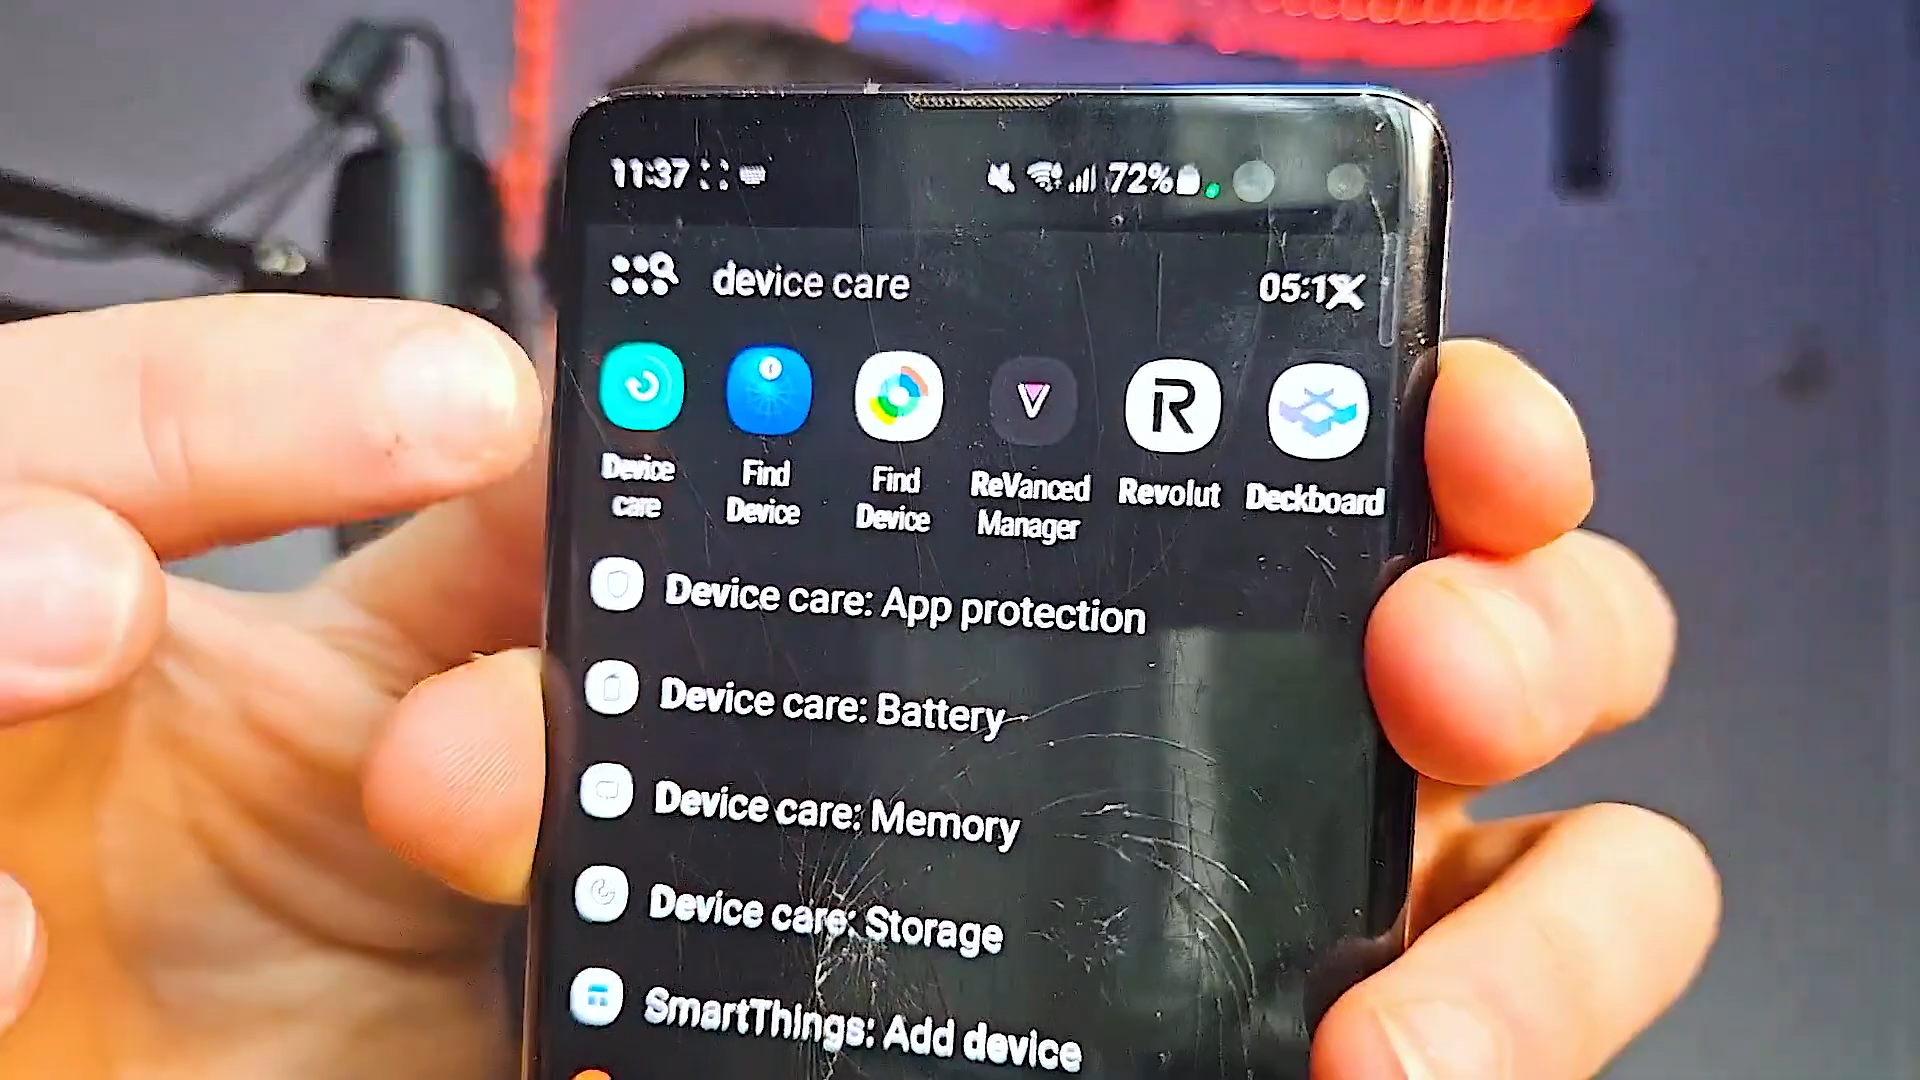 11:37 72%
device care 05:1X
Device care
Find Device
Find Device
ReVanced Manager
Revolut
Deckboard
Device care: App protection
Device care: Battery
Device care: Memory
Device care: Storage
SmartThings: Add device